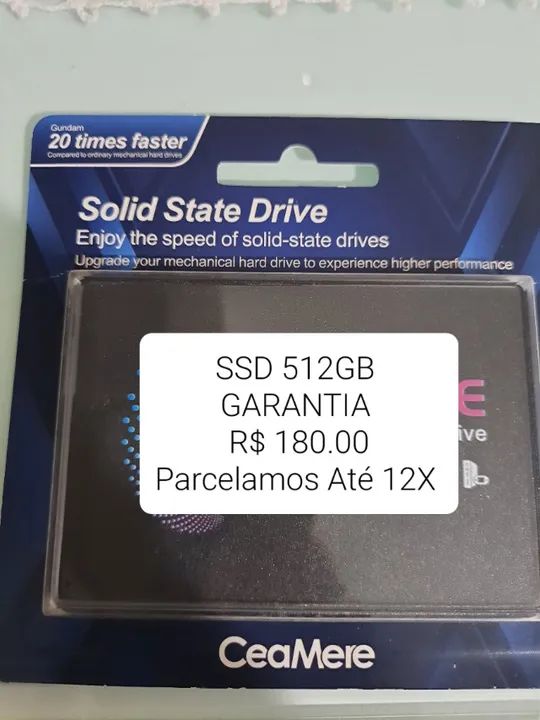 Gundam
20 times faster
Compared to ordinary mechanical hard drives
Solid State Drive
Enjoy the speed of solid-state drives
Upgrade your mechanical hard drive to experience higher performance
SSD 512GB
GARANTIA
R$ 180.00
Parcelamos Até 12X
E
ive
CeaMere